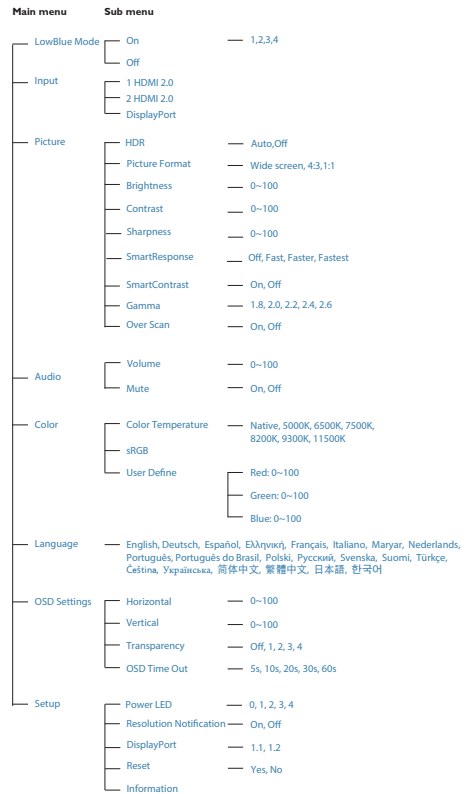 Main menu Sub menu
LowBlue Mode On 1,2,3,4
Off
Input 1 HDMI 2.0
2 HDMI 2.0
DisplayPort
Picture HDR Auto,Off
Picture Format Wide screen, 4:3,1:1
Brightness 0~100
Contrast 0~100
Sharpness 0~100
SmartResponse Off, Fast, Faster, Fastest
SmartContrast On, Off
Gamma 1.8, 2.0, 2.2, 2.4, 2.6
Over Scan On, Off
Volume 0~100
Audio
Mute On, Off
Color Color Temperature Native, 5000K, 6500K, 7500K,
8200K, 9300K, 11500K
sRGB
User Define Red: 0~100
Green: 0~100
Blue: 0~100
Language English, Deutsch, Español, Ελληνική, Français, Italiano, Maryar, Nederlands,
Português, Português do Brasil, Polski, Русский, Svenska, Suomi, Türkçe,
Čeština, Українська, 简体中文, 繁體中文, 日本語, 한국어
OSD Settings Horizontal 0~100
Vertical 0~100
Transparency Off, 1, 2, 3, 4
OSD Time Out 5s, 10s, 20s, 30s, 60s
Setup Power LED 0, 1, 2, 3, 4
Resolution Notification On, Off
DisplayPort 1.1, 1.2
Reset Yes, No
Information